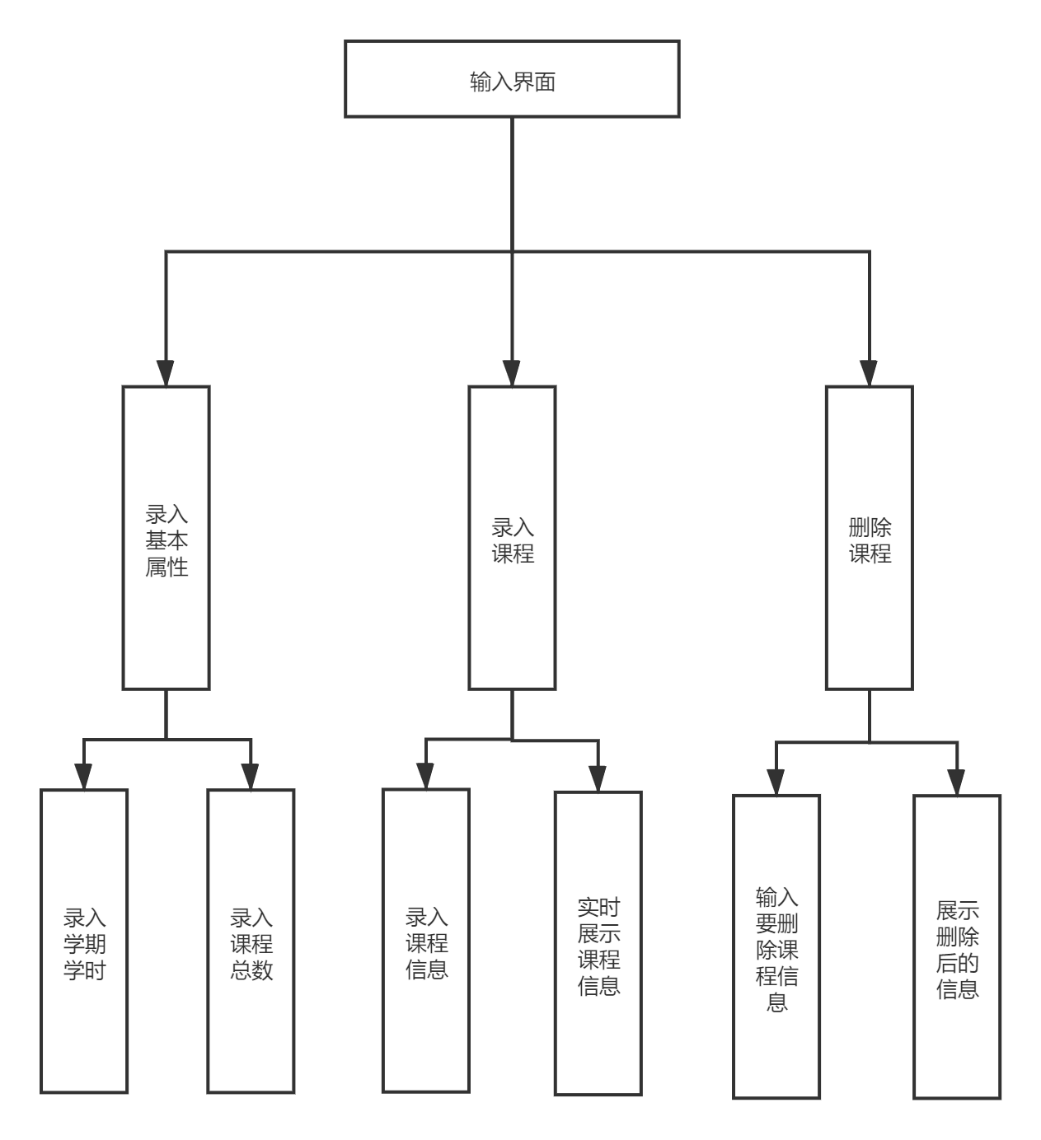 输入界面
录入
基本
属性
录入
课程
删除
课程
录入
学期
学时
录入
课程
总数
录入
课程
信息
实时
展示
课程
信息
输入
要删
除课
程信
息
展示
删除
后的
信息